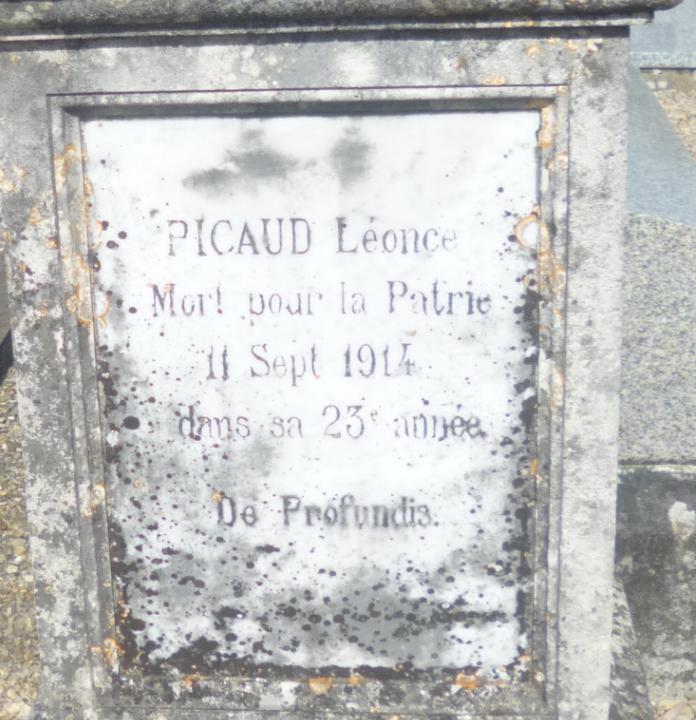 PICAUD Léonce
Mort pour la Patrie
11 Sept 1914
dans sa 23e année
De Profundis.